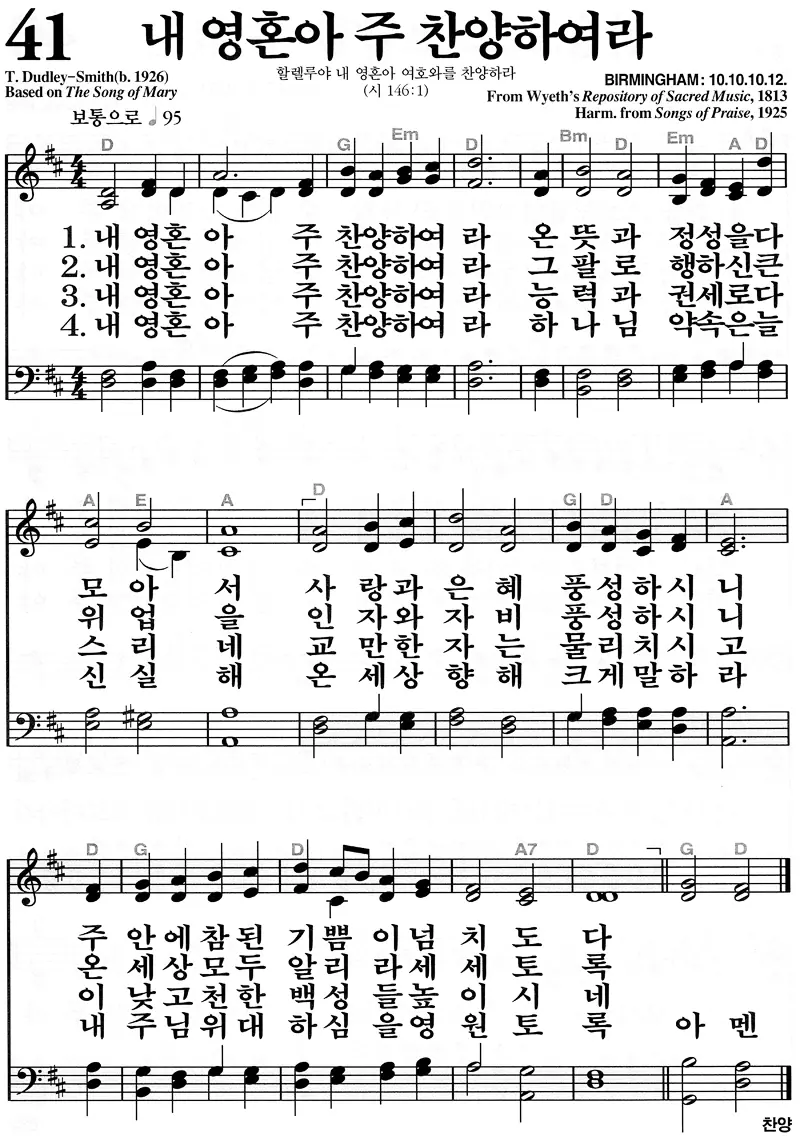 41 내 영혼아 주 찬양하여라
T. Dudley-Smith(b. 1926)
Based on The Song of Mary
할렐루야 내 영혼아 여호와를 찬양하라
(시 146:1)
BIRMINGHAM : 10.10.10.12.
From Wyeth's Repository of Sacred Music, 1813
Harm. from Songs of Praise, 1925
보통으로 ♩ 95
D G Em D Bm D Em A D
4 4
1. 내 영혼 아 주 찬양하여 라 온 뜻 과 정성을다
2. 내 영혼 아 주 찬양하여 라 그 팔 로 행하신큰
3. 내 영혼 아 주 찬양하여 라 능 력 과 권세로다
4. 내 영혼 아 주 찬양하여 라 하 나 님 약속은늘
4 4
A E A D G D A
모 아 서 사 랑과 은 혜 풍성하시 니
위 업 을 인 자와 자 비 풍성하시 니
스 리 네 교 만한 자 는 물리치시 고
신 실 해 온 세상 향 해 크게말하 라
D G D A7 D G D
주 안에참된 기 쁨 이넘 치 도 다
온 세상모두 알 리 라세 세 토 록
이 낮고천한 백 성 들높 이 시 네
내 주님위대 하 심 을영 원 토 록 아 멘
찬양